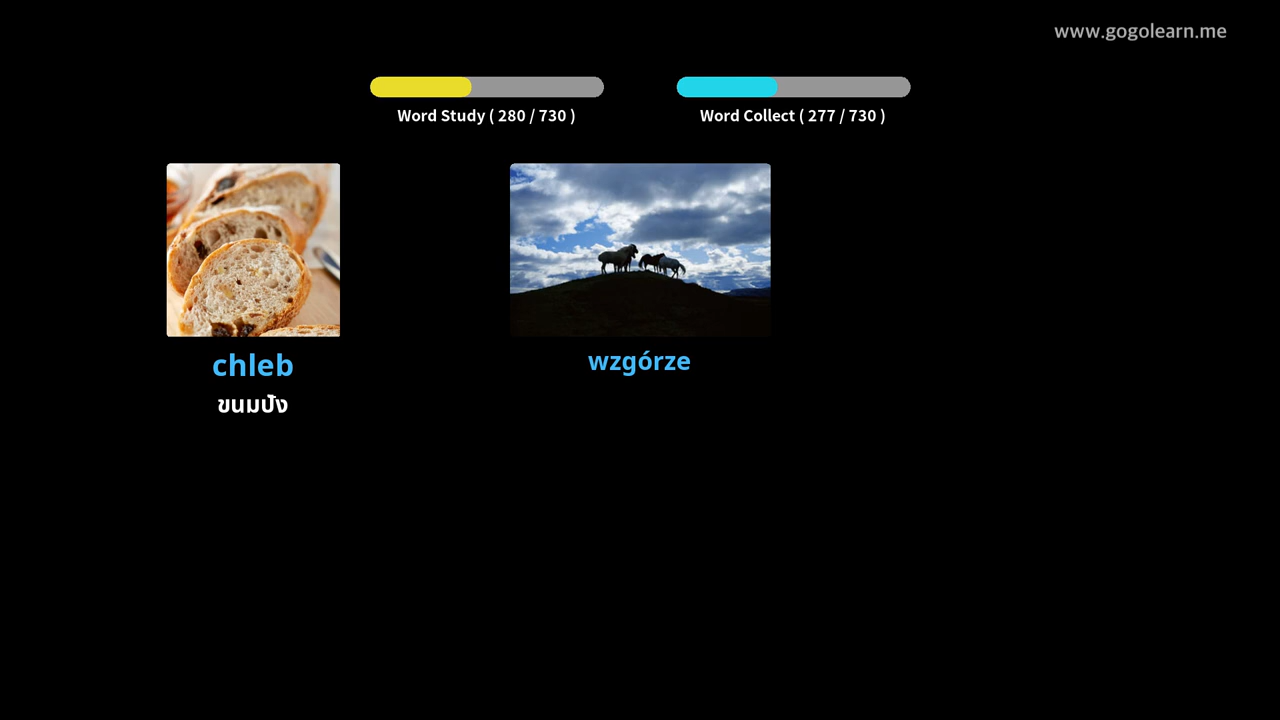 www.gogolearn.me
Word Study ( 280 / 730 )
Word Collect ( 277 / 730 )
chleb
ขนมปัง
wzgórze